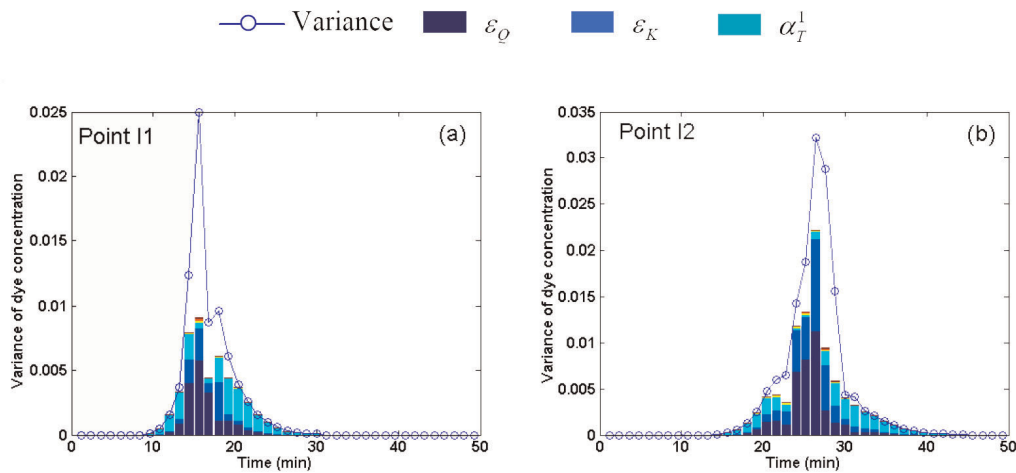 Variance ε_Q ε_K α_T^1
Point I1 (a)
Variance of dye concentration
0.025
0.02
0.015
0.01
0.005
0
0 10 20 30 40 50
Time (min)
Point I2 (b)
Variance of dye concentration
0.035
0.03
0.025
0.02
0.015
0.01
0.005
0
0 10 20 30 40 50
Time (min)